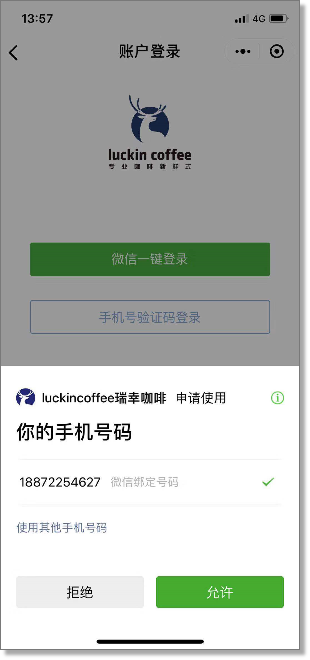 13:57
4G
账户登录
luckin coffee
专业咖啡新鲜式
微信一键登录
手机号验证码登录
luckincoffee瑞幸咖啡 申请使用
你的手机号码
18872254627 微信绑定号码
使用其他手机号码
拒绝 允许